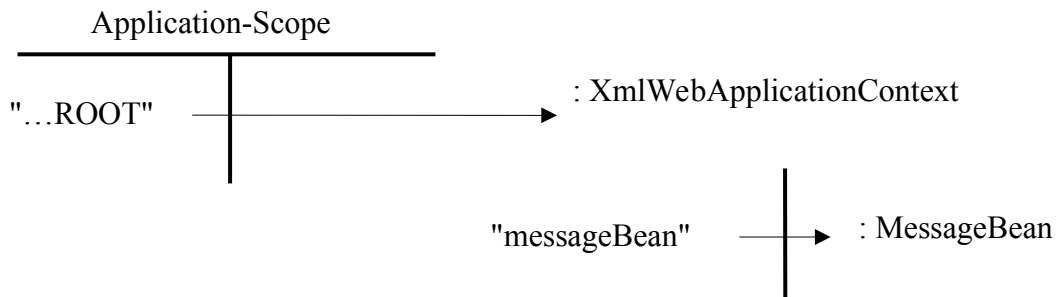 Application-Scope
"…ROOT"
: XmlWebApplicationContext
"messageBean"
: MessageBean